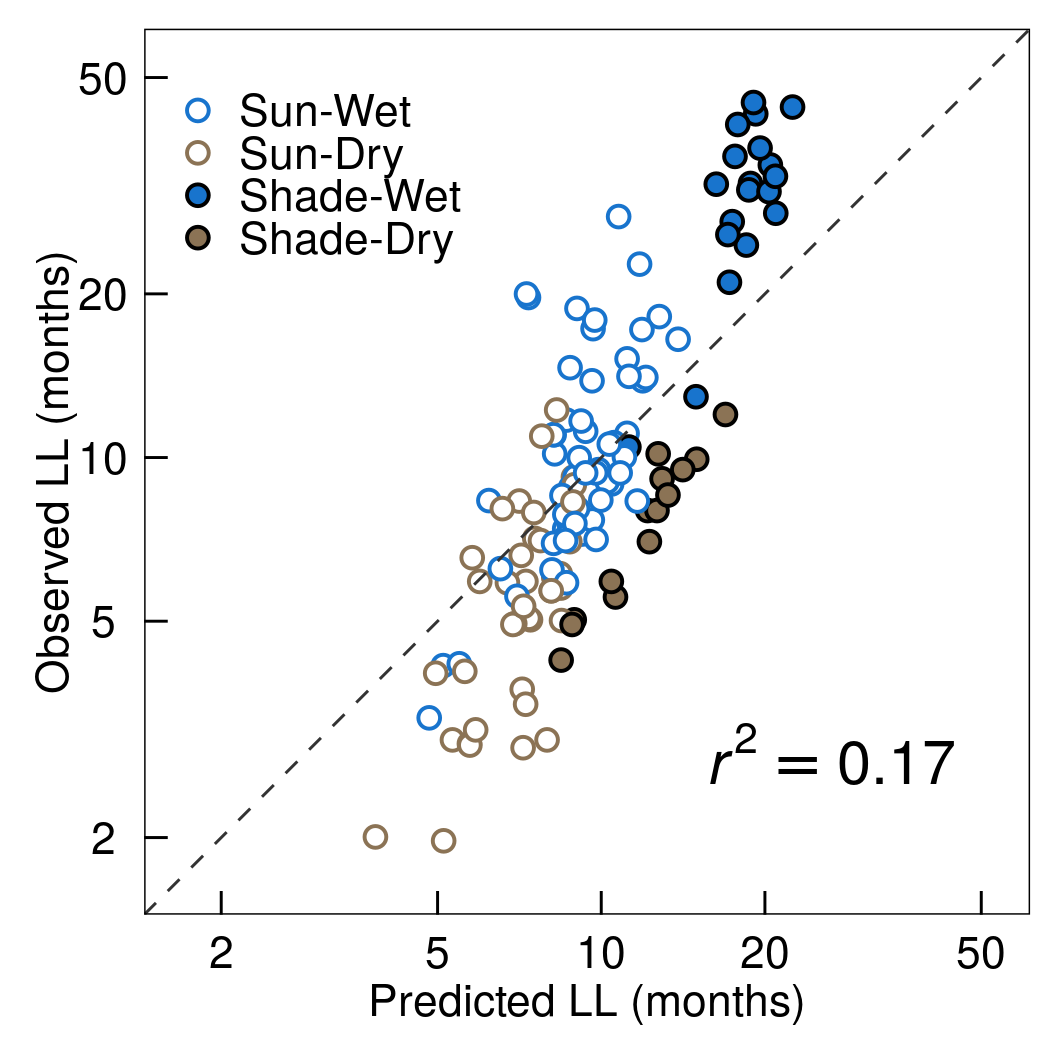 50
20
10
5
2
Observed LL (months)
Sun-Wet
Sun-Dry
Shade-Wet
Shade-Dry
r² = 0.17
2 5 10 20 50
Predicted LL (months)